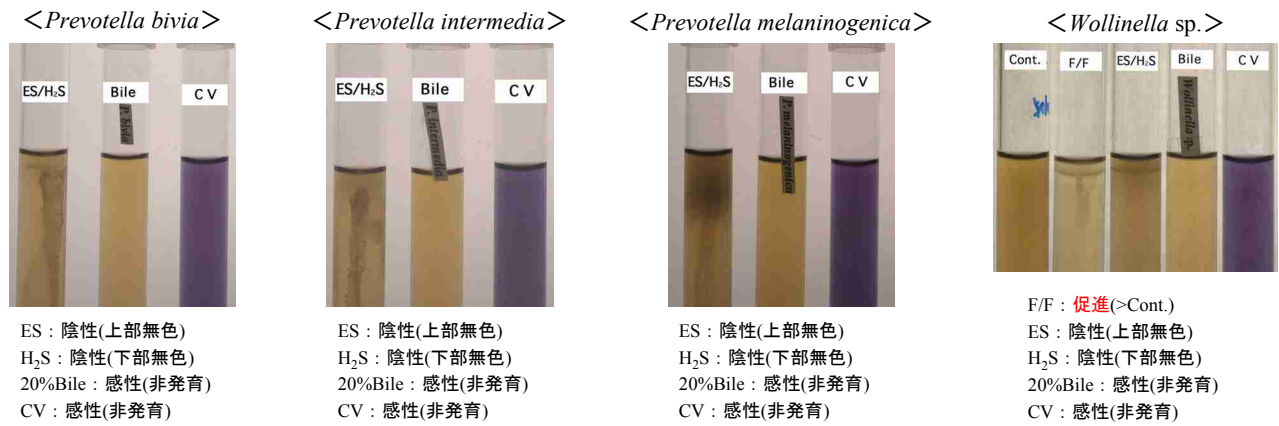 ＜Prevotella bivia＞
ES/H₂S
Bile
C V
P. bivia
ES：陰性(上部無色)
H₂S：陰性(下部無色)
20%Bile：感性(非発育)
CV：感性(非発育)
＜Prevotella intermedia＞
ES/H₂S
Bile
C V
P. intermedia
ES：陰性(上部無色)
H₂S：陰性(下部無色)
20%Bile：感性(非発育)
CV：感性(非発育)
＜Prevotella melaninogenica＞
ES/H₂S
Bile
C V
P. melaninogenica
ES：陰性(上部無色)
H₂S：陰性(下部無色)
20%Bile：感性(非発育)
CV：感性(非発育)
＜Wollinella sp.＞
Cont.
F/F
ES/H₂S
Bile
C V
Wollinella sp.
F/F：促進(>Cont.)
ES：陰性(上部無色)
H₂S：陰性(下部無色)
20%Bile：感性(非発育)
CV：感性(非発育)